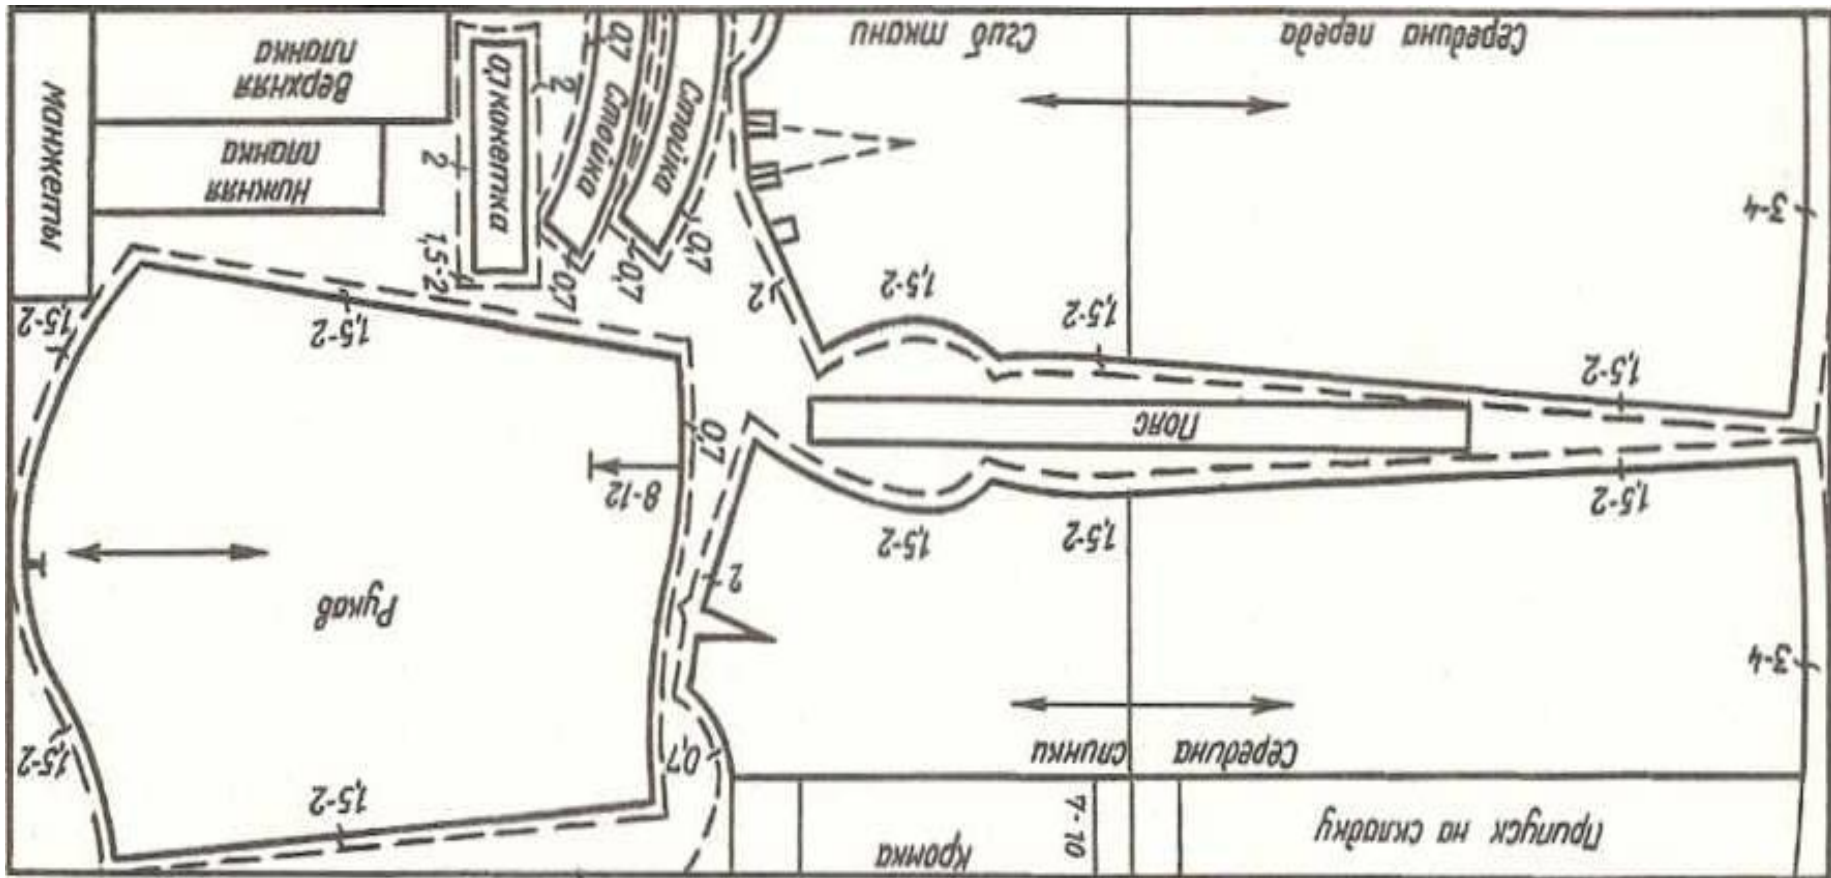 Припуск на складку
7-10
Кромка
1,5-2
Середина спинки
0,7
1,5-2
3-4
Рукав
2
1,5-2
1,5-2
1,5-2
8-12
0,7
Пояс
1,5-2
1,5-2
1,5-2
1,5-2
2
1,5-2
0,7
0,7
0,7
1,5-2
3-4
Стойка
Стойка
0,7
0,7 кокетка
2
2
Нижняя
планка
Манжеты
Верхняя
планка
Середина переда
Сгиб ткани